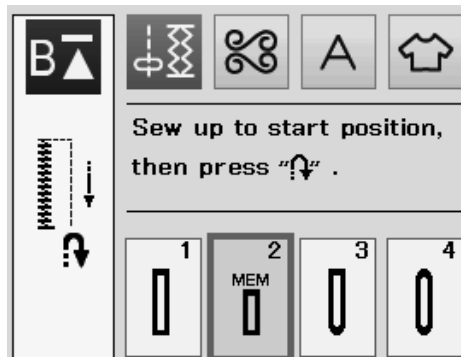 B
A
Sew up to start position,
then press “ ” .
1
2
3
4
MEM